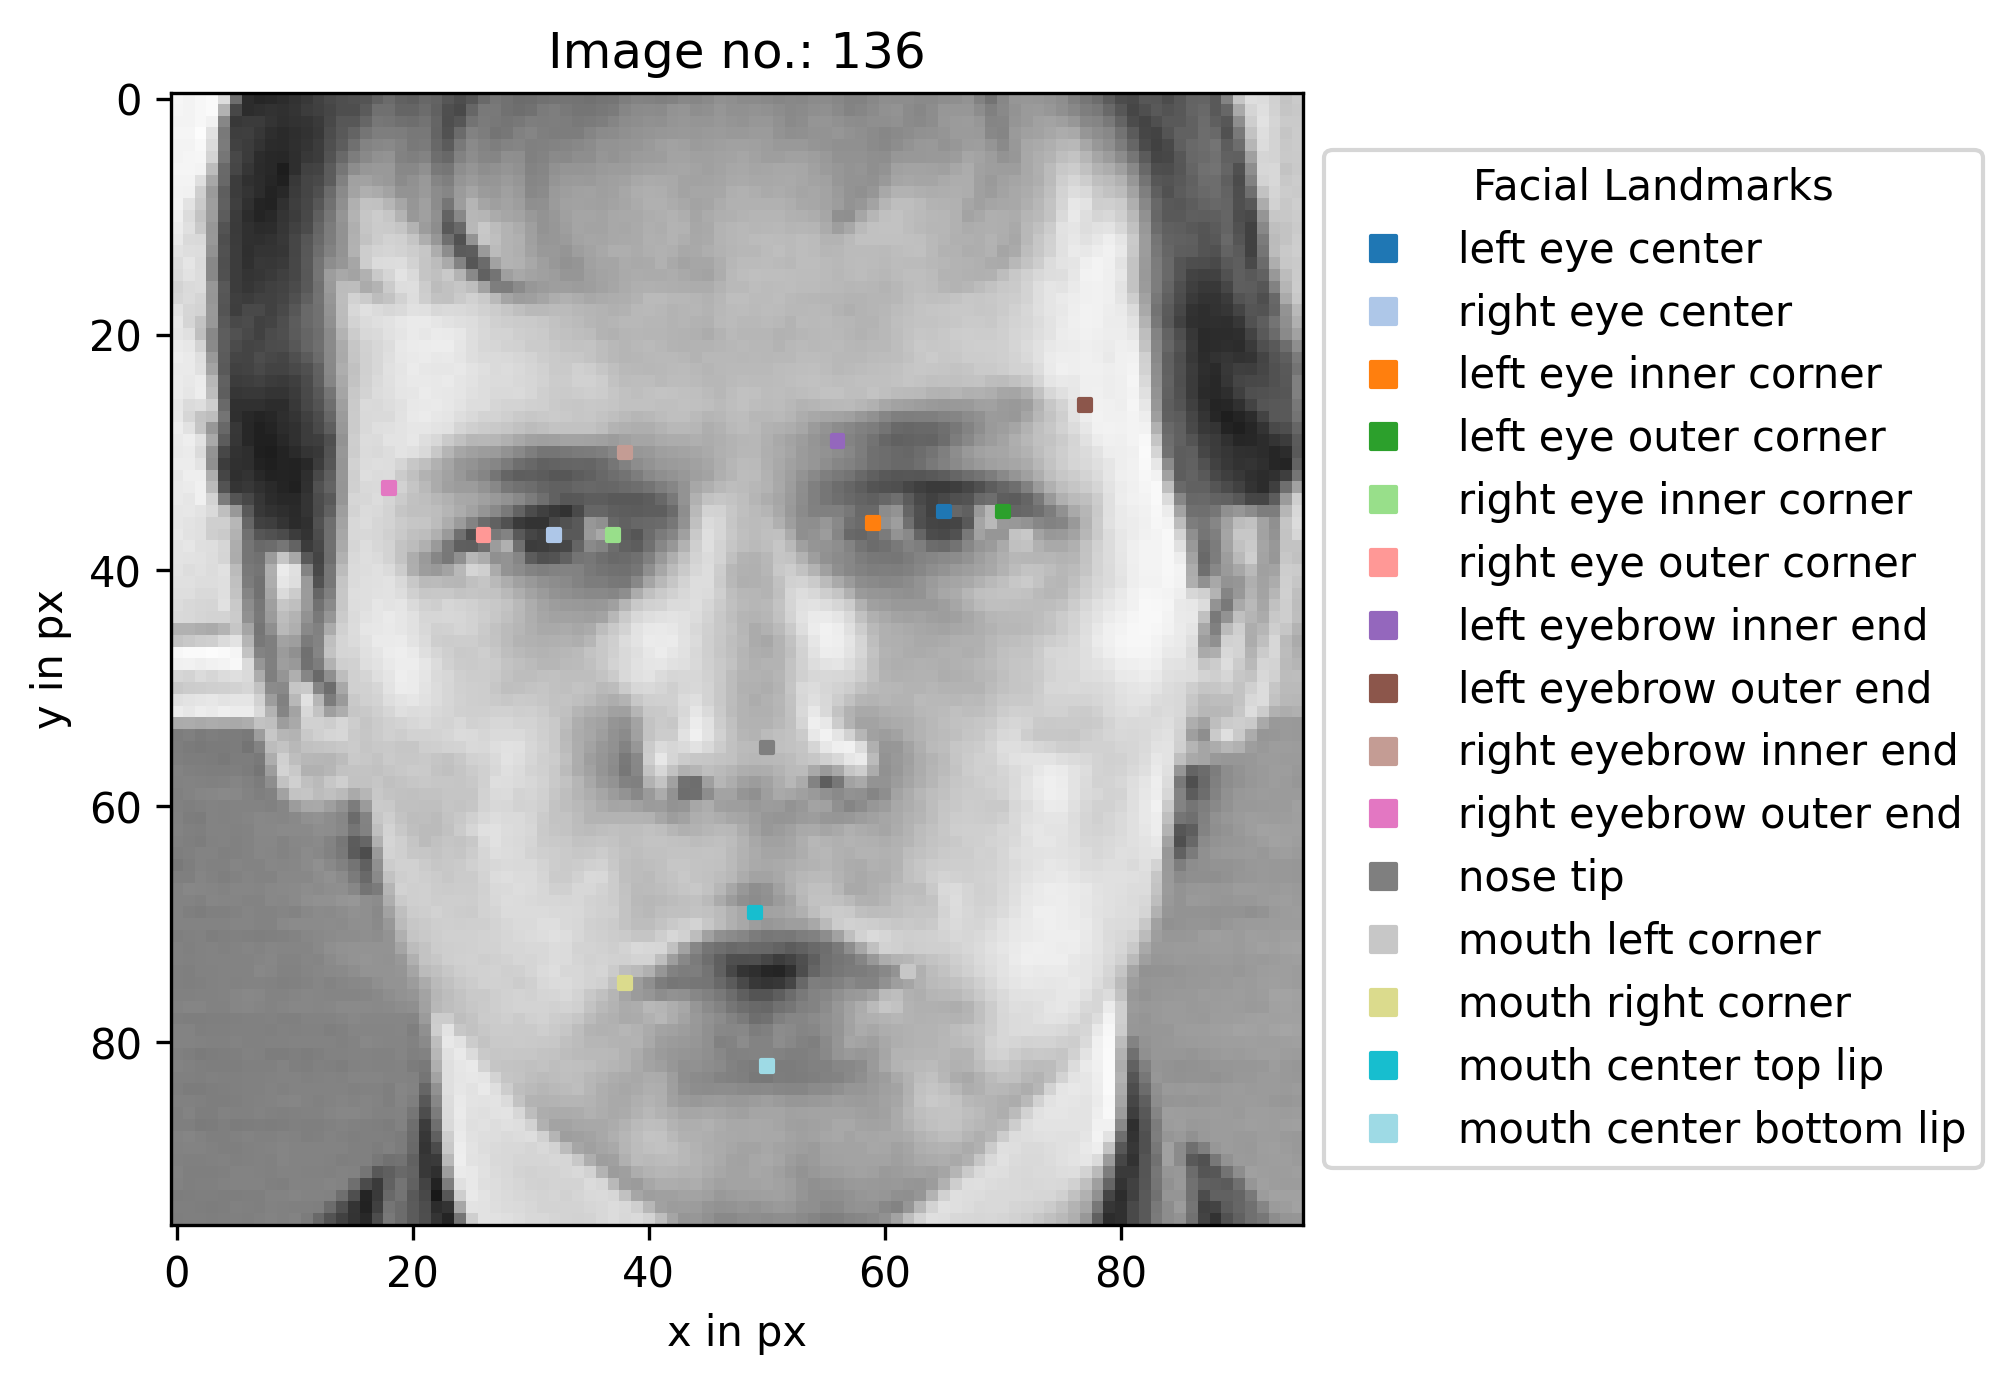 Image no.: 136
0
20
40
60
80
y in px
0 20 40 60 80
x in px
Facial Landmarks
left eye center
right eye center
left eye inner corner
left eye outer corner
right eye inner corner
right eye outer corner
left eyebrow inner end
left eyebrow outer end
right eyebrow inner end
right eyebrow outer end
nose tip
mouth left corner
mouth right corner
mouth center top lip
mouth center bottom lip